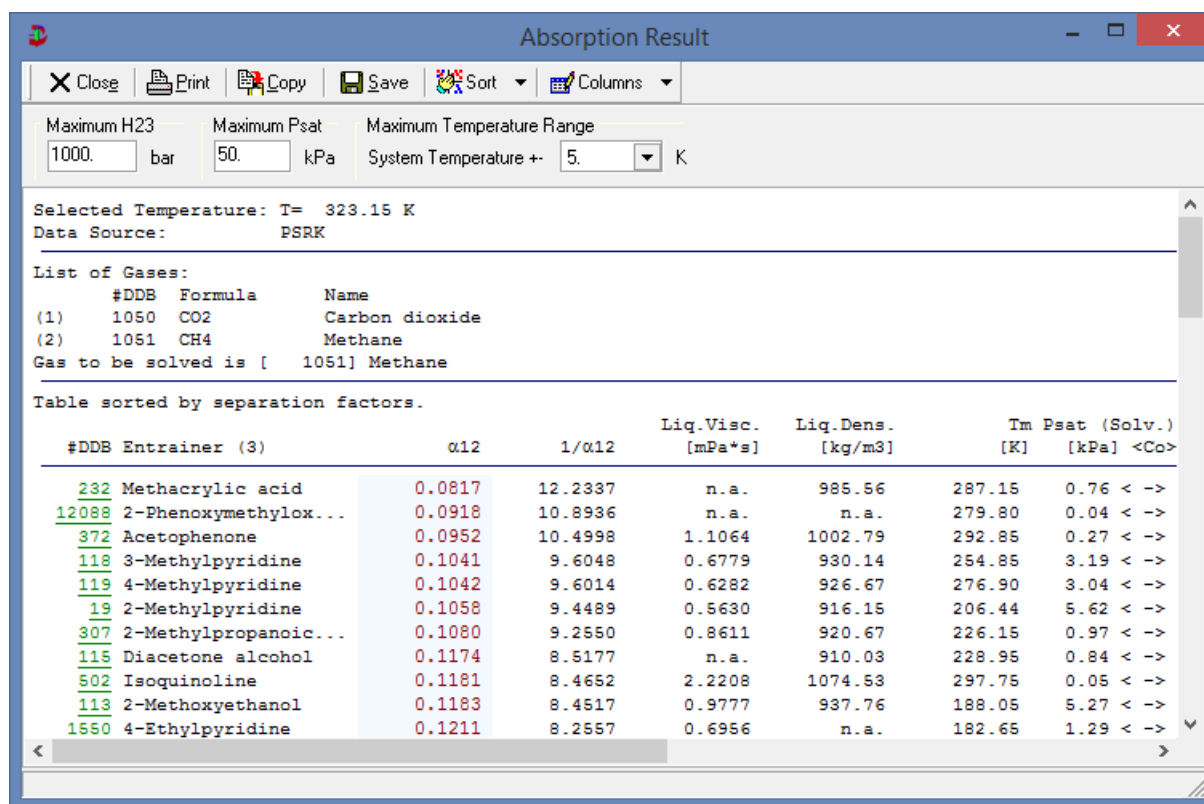 Absorption Result
Close Print Copy Save Sort Columns
Maximum H23 Maximum Psat Maximum Temperature Range
1000. bar 50. kPa System Temperature +- 5. K
Selected Temperature: T= 323.15 K
Data Source: PSRK
List of Gases:
#DDB Formula Name
(1) 1050 CO2 Carbon dioxide
(2) 1051 CH4 Methane
Gas to be solved is [ 1051] Methane
Table sorted by separation factors.
Liq.Visc. Liq.Dens. Tm Psat (Solv.)
#DDB Entrainer (3) α12 1/α12 [mPa*s] [kg/m3] [K] [kPa] <Co>
232 Methacrylic acid 0.0817 12.2337 n.a. 985.56 287.15 0.76 < ->
12088 2-Phenoxymethylox... 0.0918 10.8936 n.a. n.a. 279.80 0.04 < ->
372 Acetophenone 0.0952 10.4998 1.1064 1002.79 292.85 0.27 < ->
118 3-Methylpyridine 0.1041 9.6048 0.6779 930.14 254.85 3.19 < ->
119 4-Methylpyridine 0.1042 9.6014 0.6282 926.67 276.90 3.04 < ->
19 2-Methylpyridine 0.1058 9.4489 0.5630 916.15 206.44 5.62 < ->
307 2-Methylpropanoic... 0.1080 9.2550 0.8611 920.67 226.15 0.97 < ->
115 Diacetone alcohol 0.1174 8.5177 n.a. 910.03 228.95 0.84 < ->
502 Isoquinoline 0.1181 8.4652 2.2208 1074.53 297.75 0.05 < ->
113 2-Methoxyethanol 0.1183 8.4517 0.9777 937.76 188.05 5.27 < ->
1550 4-Ethylpyridine 0.1211 8.2557 0.6956 n.a. 182.65 1.29 < ->